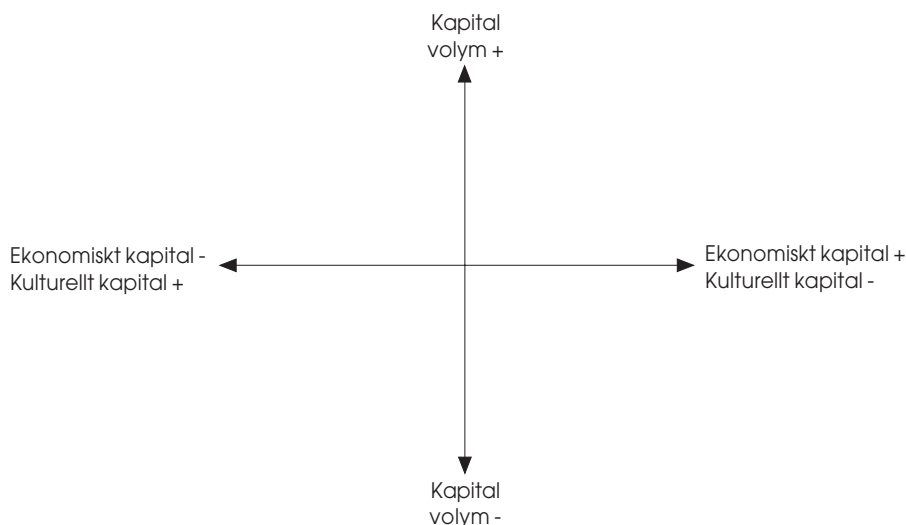 Kapital
volym +
Ekonomiskt kapital -
Kulturellt kapital +
Ekonomiskt kapital +
Kulturellt kapital -
Kapital
volym -